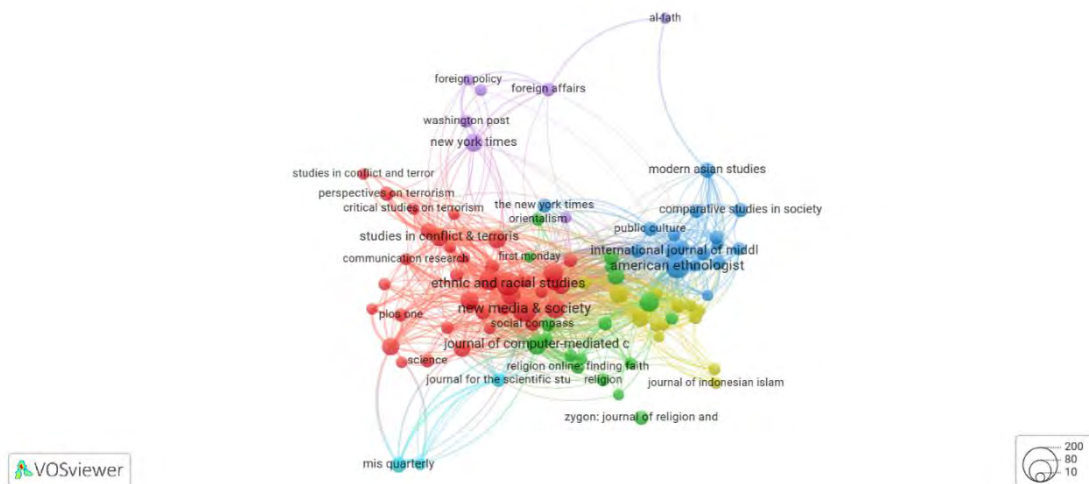 al-fath
foreign policy
foreign affairs
washington post
new york times
studies in conflict and terror
modern asian studies
perspectives on terrorism
critical studies on terrorism
the new york times
comparative studies in society
orientalism
public culture
studies in conflict & terroris
international journal of middl
communication research
first monday
american ethnologist
ethnic and racial studies
new media & society
plos one
social compass
journal of computer-mediated c
science
religion online: finding faith
journal for the scientific stu
religion
journal of indonesian islam
zygon: journal of religion and
mis quarterly
VOSviewer
200
80
10